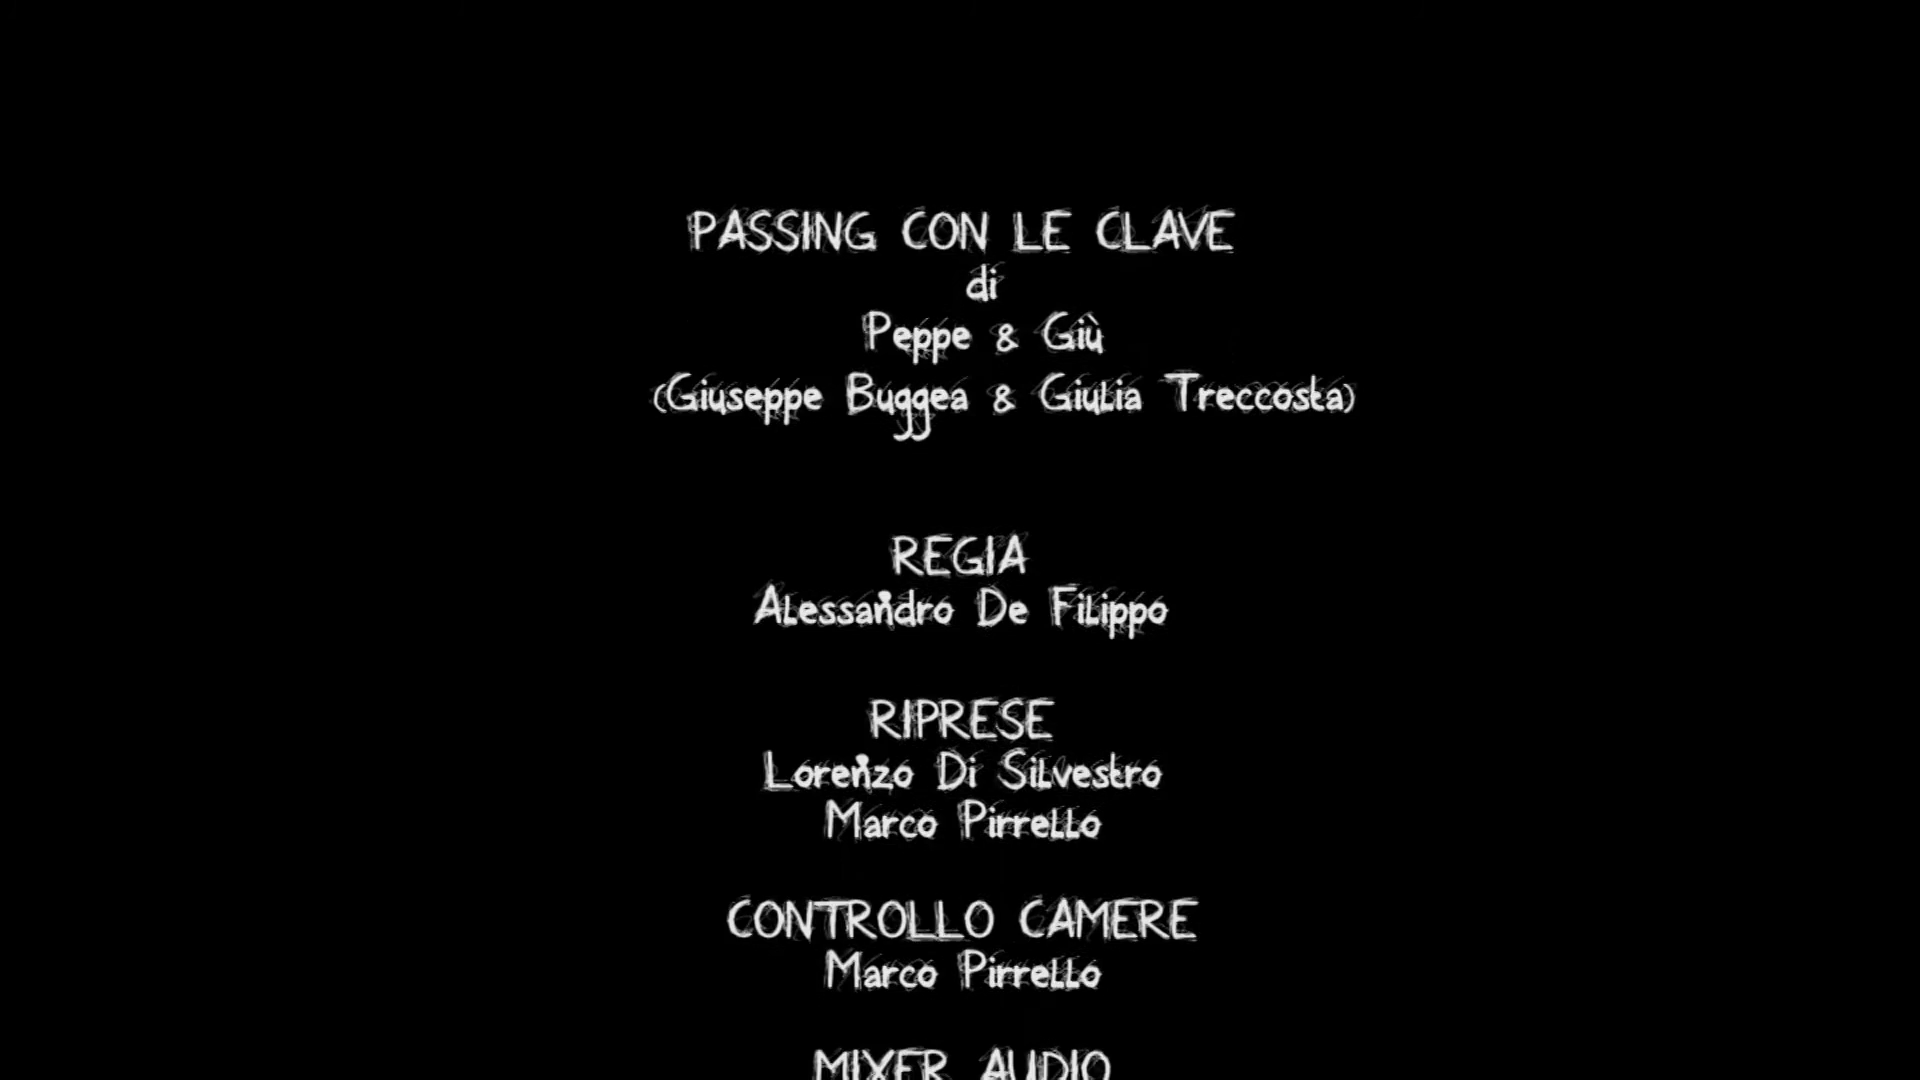 PASSING CON LE CLAVE
di
Peppe & Giù
(Giuseppe Buggea & Giulia Treccosta)
REGIA
Alessandro De Filippo
RIPRESE
Lorenzo Di Silvestro
Marco Pirrello
CONTROLLO CAMERE
Marco Pirrello
MIXER AUDIO